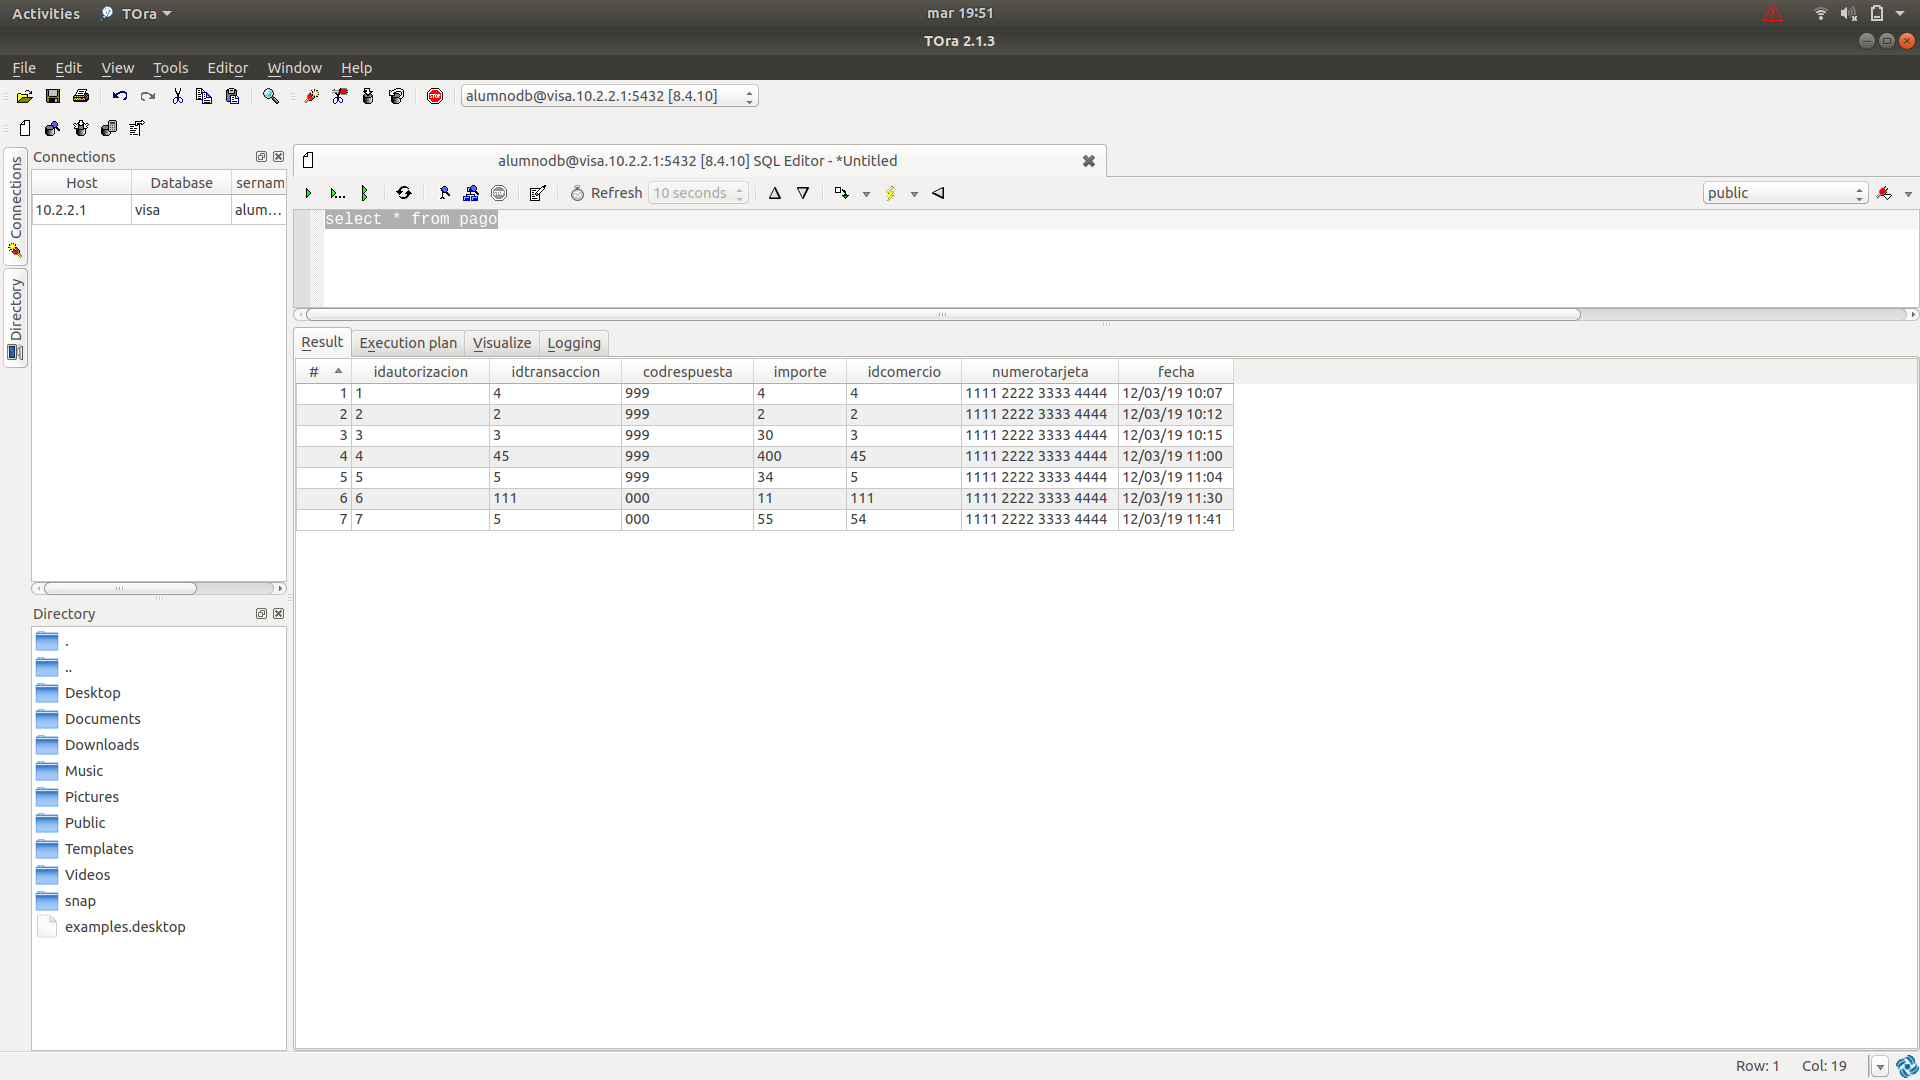 Activities TOra mar 19:51
TOra 2.1.3
File Edit View Tools Editor Window Help
STOP alumnodb@visa.10.2.2.1:5432 [8.4.10]
Connections
Directory
Connections
Host Database sernam
10.2.2.1 visa alum...
Directory
.
..
Desktop
Documents
Downloads
Music
Pictures
Public
Templates
Videos
snap
examples.desktop
alumnodb@visa.10.2.2.1:5432 [8.4.10] SQL Editor - *Untitled
Refresh 10 seconds public
select * from pago
Result Execution plan Visualize Logging
# idautorizacion idtransaccion codrespuesta importe idcomercio numerotarjeta fecha
1 1 4 999 4 4 1111 2222 3333 4444 12/03/19 10:07
2 2 2 999 2 2 1111 2222 3333 4444 12/03/19 10:12
3 3 3 999 30 3 1111 2222 3333 4444 12/03/19 10:15
4 4 45 999 400 45 1111 2222 3333 4444 12/03/19 11:00
5 5 5 999 34 5 1111 2222 3333 4444 12/03/19 11:04
6 6 111 000 11 111 1111 2222 3333 4444 12/03/19 11:30
7 7 5 000 55 54 1111 2222 3333 4444 12/03/19 11:41
Row: 1 Col: 19